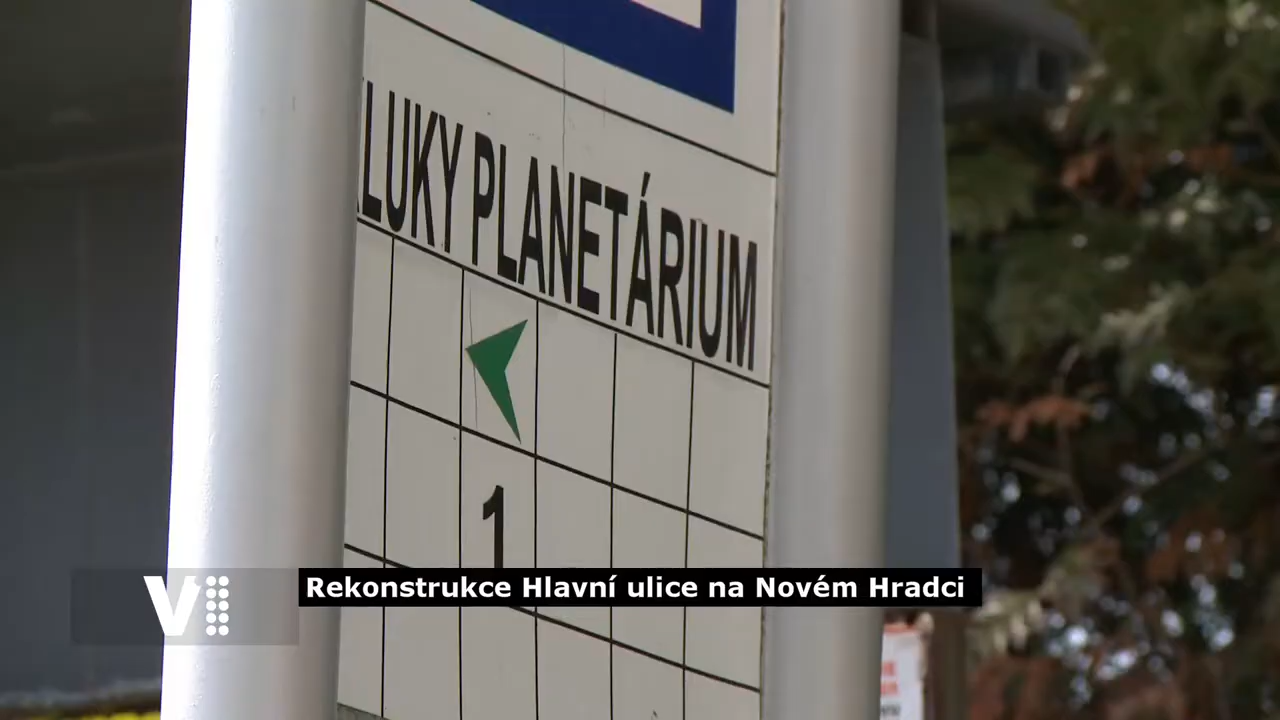 LUKY PLANETÁRIUM
1
Rekonstrukce Hlavní ulice na Novém Hradci
V